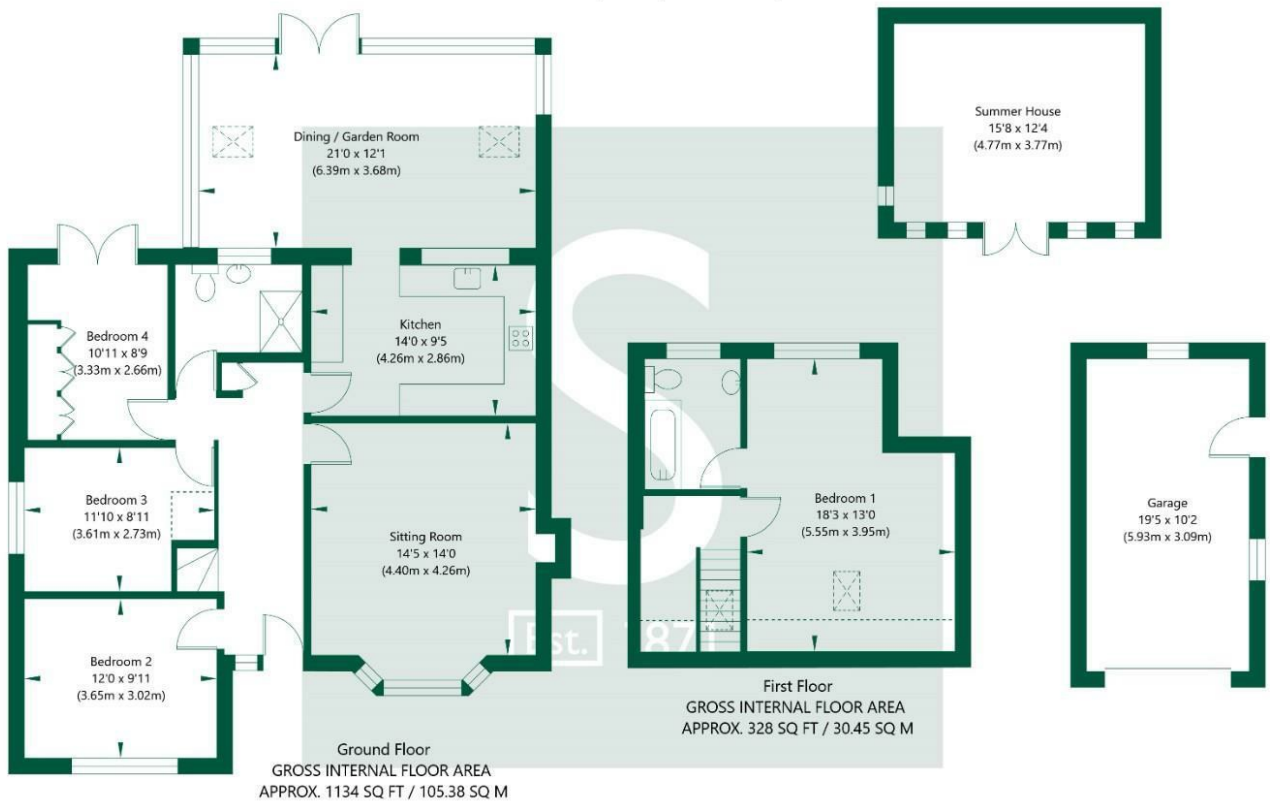 Dining / Garden Room
21'0 x 12'1
(6.39m x 3.68m)
Summer House
15'8 x 12'4
(4.77m x 3.77m)
Bedroom 4
10'11 x 8'9
(3.33m x 2.66m)
Kitchen
14'0 x 9'5
(4.26m x 2.86m)
Bedroom 3
11'10 x 8'11
(3.61m x 2.73m)
Sitting Room
14'5 x 14'0
(4.40m x 4.26m)
Bedroom 1
18'3 x 13'0
(5.55m x 3.95m)
Garage
19'5 x 10'2
(5.93m x 3.09m)
Bedroom 2
12'0 x 9'11
(3.65m x 3.02m)
S
Est. 1871
First Floor
GROSS INTERNAL FLOOR AREA
APPROX. 328 SQ FT / 30.45 SQ M
Ground Floor
GROSS INTERNAL FLOOR AREA
APPROX. 1134 SQ FT / 105.38 SQ M